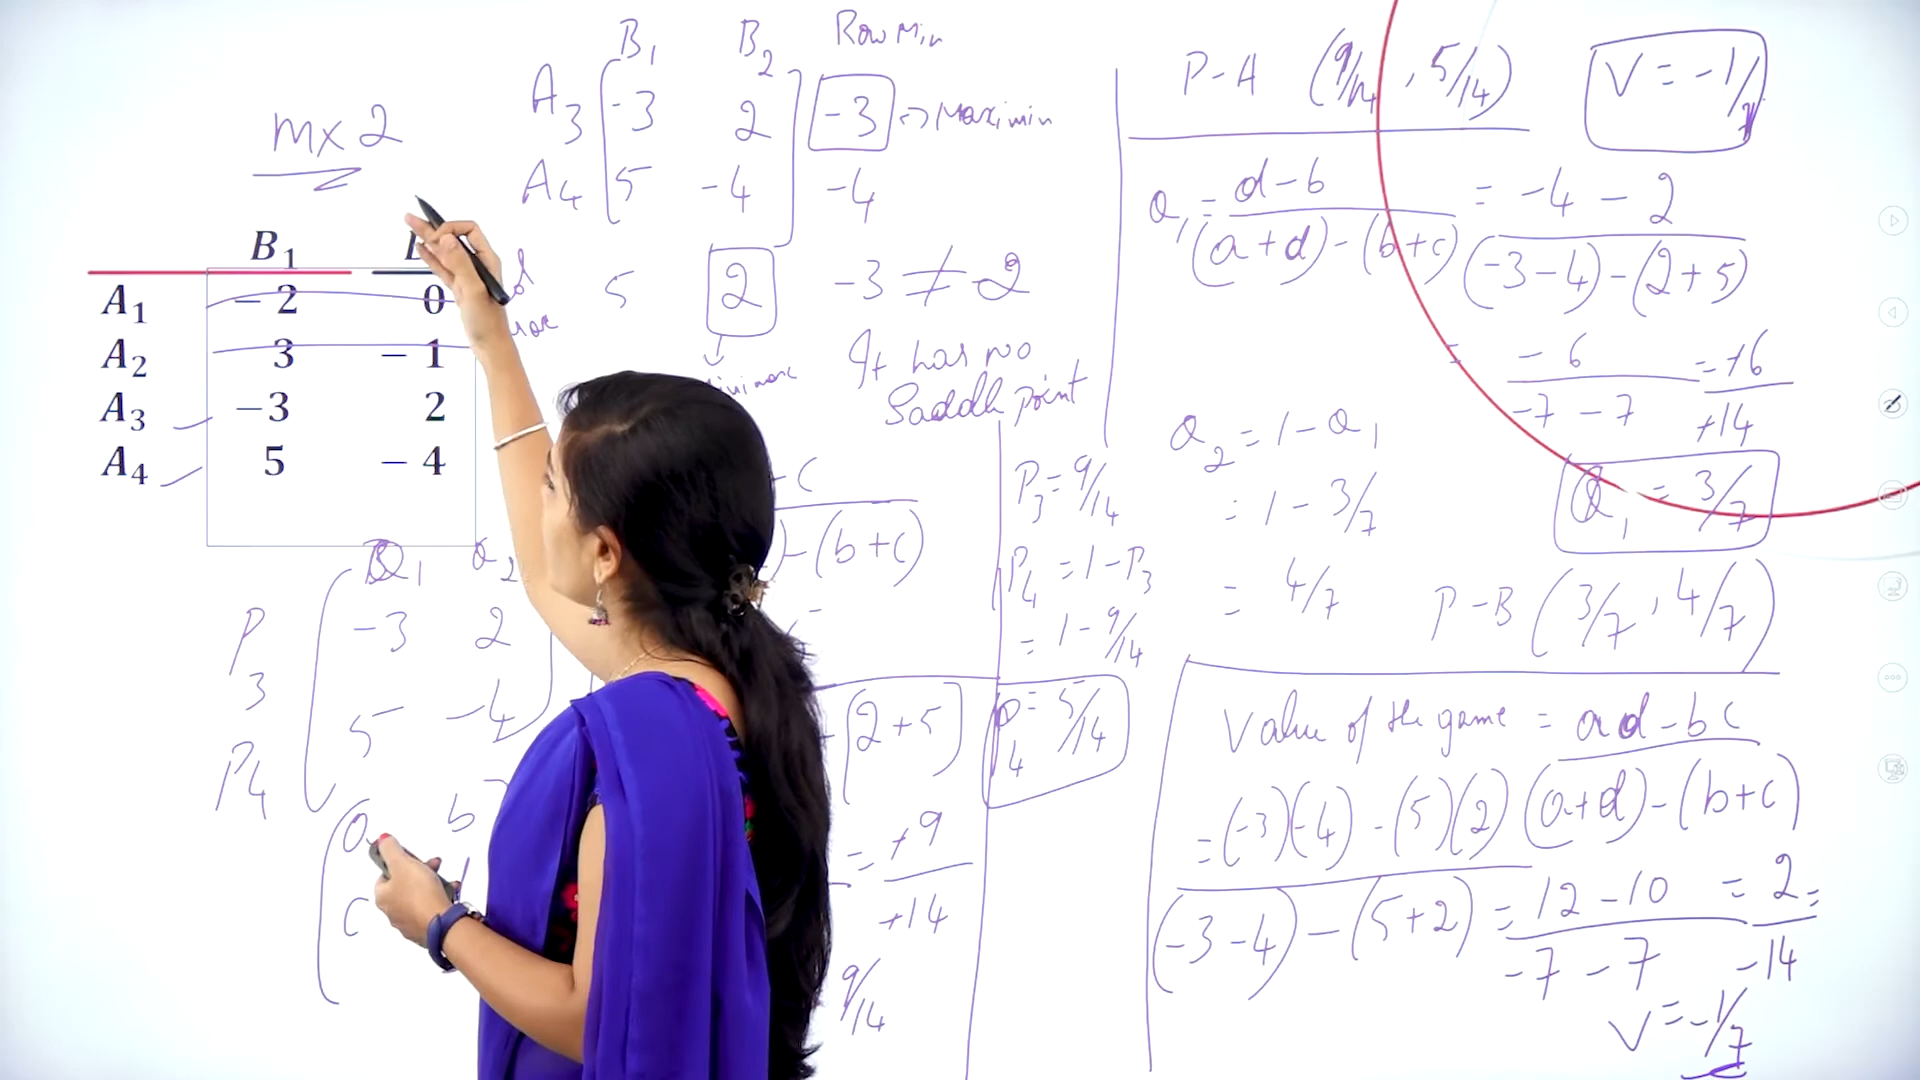 m×2
B₁
A₁ -2 0
A₂ 3 -1
A₃ -3 2
A₄ 5 -4
B₁ B₂ Row Min
A₃ -3 2 -3 → Maximin
A₄ 5 -4 -4
5 2 -3 ≠ 2
It has no
Saddle point
Q₁ Q₂
P₃ -3 2
P₄ 5 -4
a b
c
-c
-(b+c)
(2+5)
= +9
+14
9/14
P₃ = 9/14
P₄ = 1-P₃
= 1-9/14
P₄ = 5/14
P-A (9/14, 5/14)
V = -1/7
Q₁ = d-b = -4-2
(a+d)-(b+c) (-3-4)-(2+5)
= -6 = +6
-7-7 +14
Q₁ = 3/7
Q₂ = 1-Q₁
= 1-3/7
= 4/7
P-B (3/7, 4/7)
Value of the game = ad-bc
(a+d)-(b+c)
= (-3)(-4)-(5)(2)
(-3-4)-(5+2)
= 12-10 = 2 =
-7-7 -14
V = -1/7